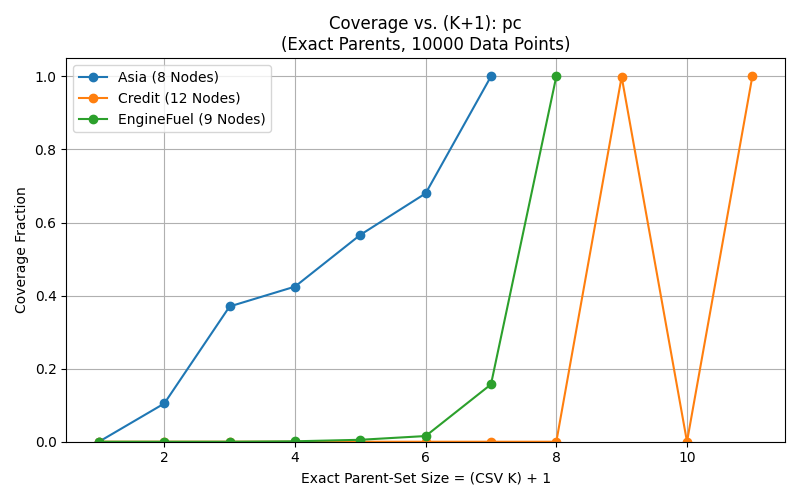 Coverage vs. (K+1): pc
(Exact Parents, 10000 Data Points)
Asia (8 Nodes)
Credit (12 Nodes)
EngineFuel (9 Nodes)
Coverage Fraction
1.0
0.8
0.6
0.4
0.2
0.0
2 4 6 8 10
Exact Parent-Set Size = (CSV K) + 1